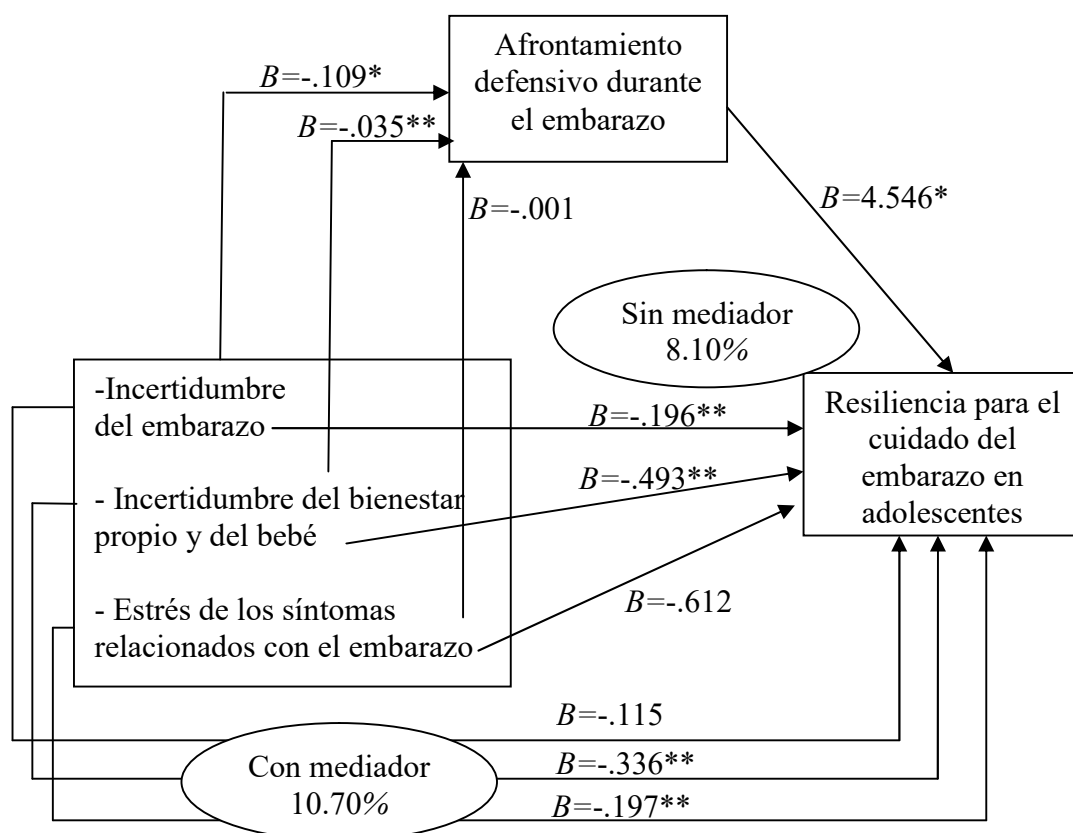 Afrontamiento
defensivo durante
el embarazo
B=-.109*
B=-.035**
B=-.001
B=4.546*
Sin mediador
8.10%
-Incertidumbre
del embarazo
- Incertidumbre del bienestar
propio y del bebé
- Estrés de los síntomas
relacionados con el embarazo
B=-.196**
B=-.493**
B=-.612
Resiliencia para el
cuidado del
embarazo en
adolescentes
Con mediador
10.70%
B=-.115
B=-.336**
B=-.197**